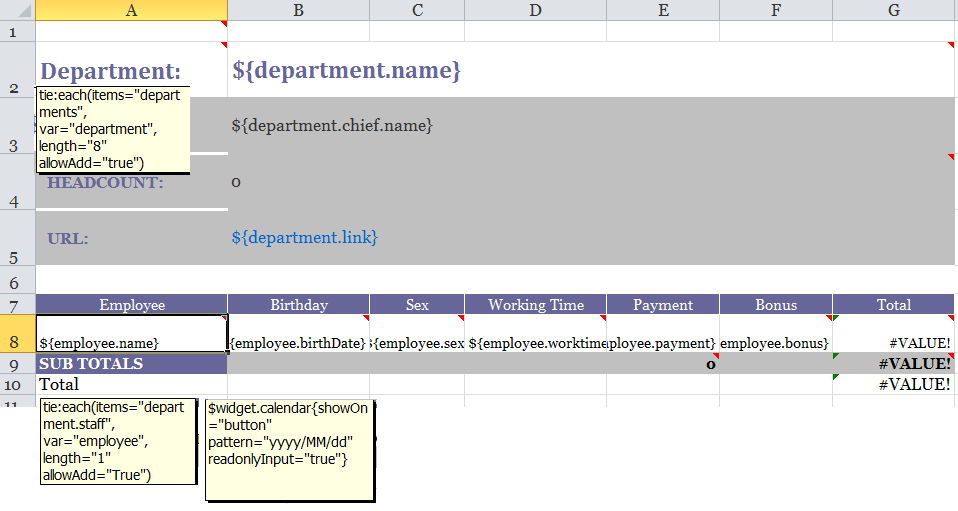 A B C D E F G
1
2 Department: ${department.name}
tie:each(items="depart
ments",
var="department",
length="8"
allowAdd="true")
3 ${department.chief.name}
4 HEADCOUNT: 0
5 URL: ${department.link}
6
7 Employee Birthday Sex Working Time Payment Bonus Total
8 ${employee.name} {employee.birthDate} {employee.sex ${employee.worktime ployee.payment} employee.bonus} #VALUE!
9 SUB TOTALS 0 #VALUE!
10 Total #VALUE!
11
tie:each(items="depart
ment.staff",
var="employee",
length="1"
allowAdd="True")
$widget.calendar{showOn
="button"
pattern="yyyy/MM/dd"
readonlyInput="true"}